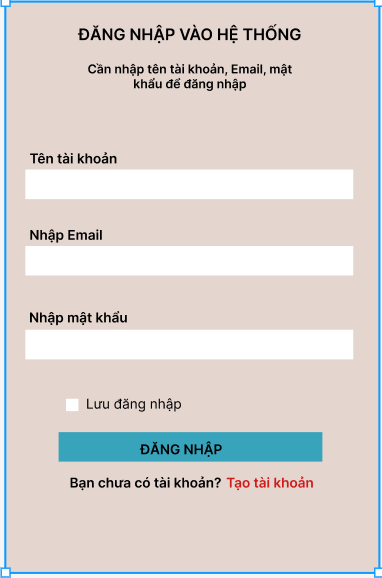 ĐĂNG NHẬP VÀO HỆ THỐNG
Cần nhập tên tài khoản, Email, mật
khẩu để đăng nhập
Tên tài khoản
Nhập Email
Nhập mật khẩu
Lưu đăng nhập
ĐĂNG NHẬP
Bạn chưa có tài khoản? Tạo tài khoản